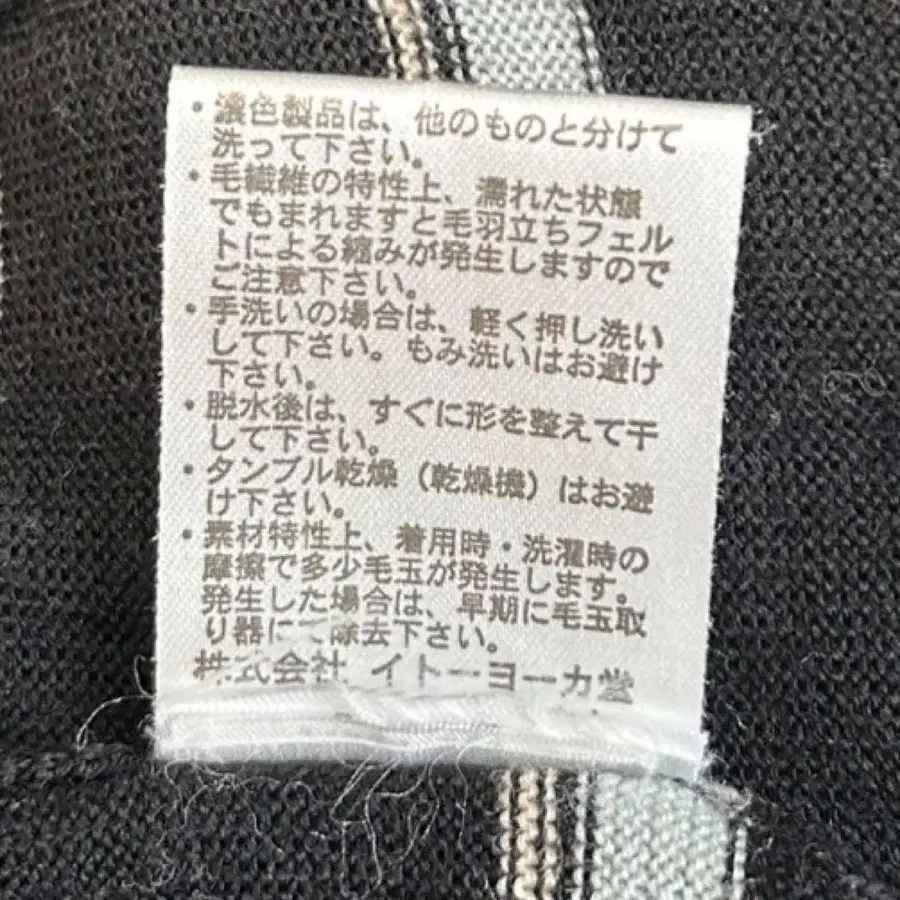 ・濃色製品は、他のものと分けて
洗って下さい。
・毛繊維の特性上、濡れた状態
でもまれますと毛羽立ちフェル
トによる縮みが発生しますので
ご注意下さい。
・手洗いの場合は、軽く押し洗い
して下さい。もみ洗いはお避け
下さい。
・脱水後は、すぐに形を整えて干
して下さい。
・タンブル乾燥（乾燥機）はお避
け下さい。
・素材特性上、着用時・洗濯時の
摩擦で多少毛玉が発生します。
発生した場合は、早期に毛玉取
り器にて除去下さい。
株式会社 イトーヨーカ堂